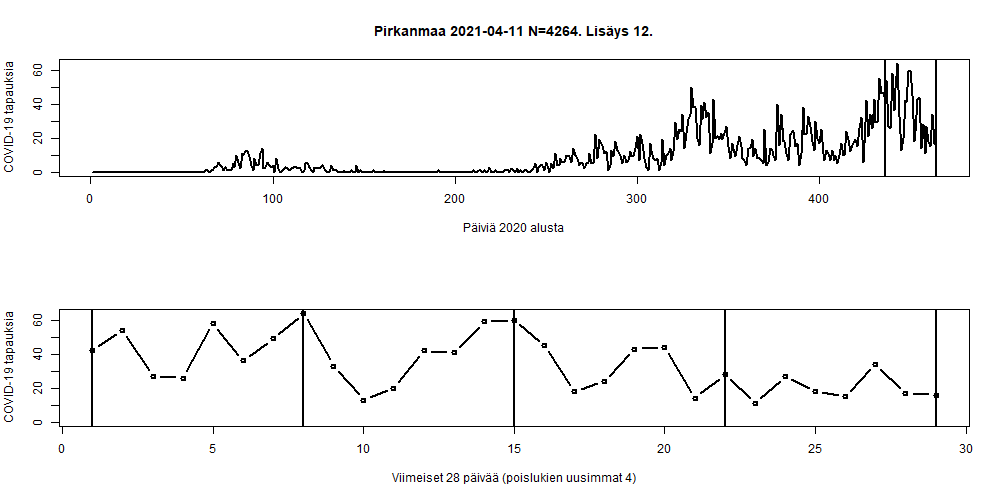 Pirkanmaa 2021-04-11 N=4264. Lisäys 12.
COVID-19 tapauksia
60
40
20
0
0 100 200 300 400
Päiviä 2020 alusta
COVID-19 tapauksia
60
40
20
0
0 5 10 15 20 25 30
Viimeiset 28 päivää (poislukien uusimmat 4)